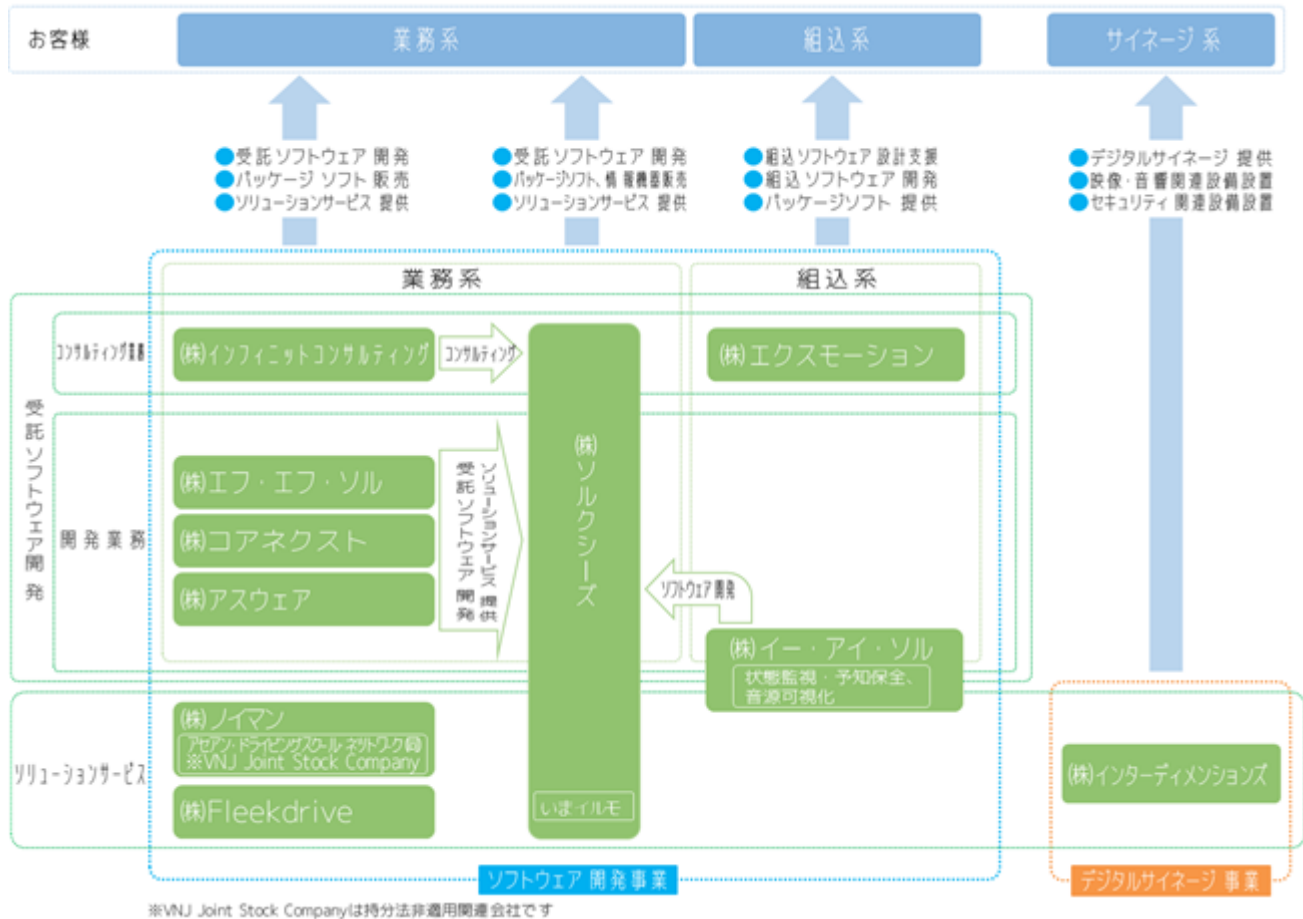 お客様
業務系
組込系
サイネージ 系
●受託 ソフトウェア 開発
●パッケージ ソフト 販売
●ソリューションサービス 提供
●受託 ソフトウェア 開発
●パッケージソフト、情報機器販売
●ソリューションサービス 提供
●組込ソフトウェア 設計支援
●組込 ソフトウェア 開発
●パッケージソフト 提供
●デジタルサイネージ 提供
●映像・音響関連設備設置
●セキュリティ 関連設備設置
業務系
組込系
受託ソフトウェア開発
コンサルティング業務
(株)インフィニットコンサルティング
コンサルティング
(株)ソルクシーズ
(株)エクスモーション
開発業務
(株)エフ・エフ・ソル
(株)コアネクスト
(株)アスウェア
ソリューションサービス 提供
受託ソフトウェア 開発
ソフトウェア 開発
(株)イー・アイ・ソル
状態監視・予知保全、
音源可視化
ソリューションサービス
(株)ノイマン
アセアン・ドライビングスクール ネットワーク(同)
※VNJ Joint Stock Company
(株)Fleekdrive
いまイルモ
(株)インターディメンションズ
ソフトウェア 開発事業
デジタルサイネージ 事業
※VNJ Joint Stock Companyは持分法非適用関連会社です